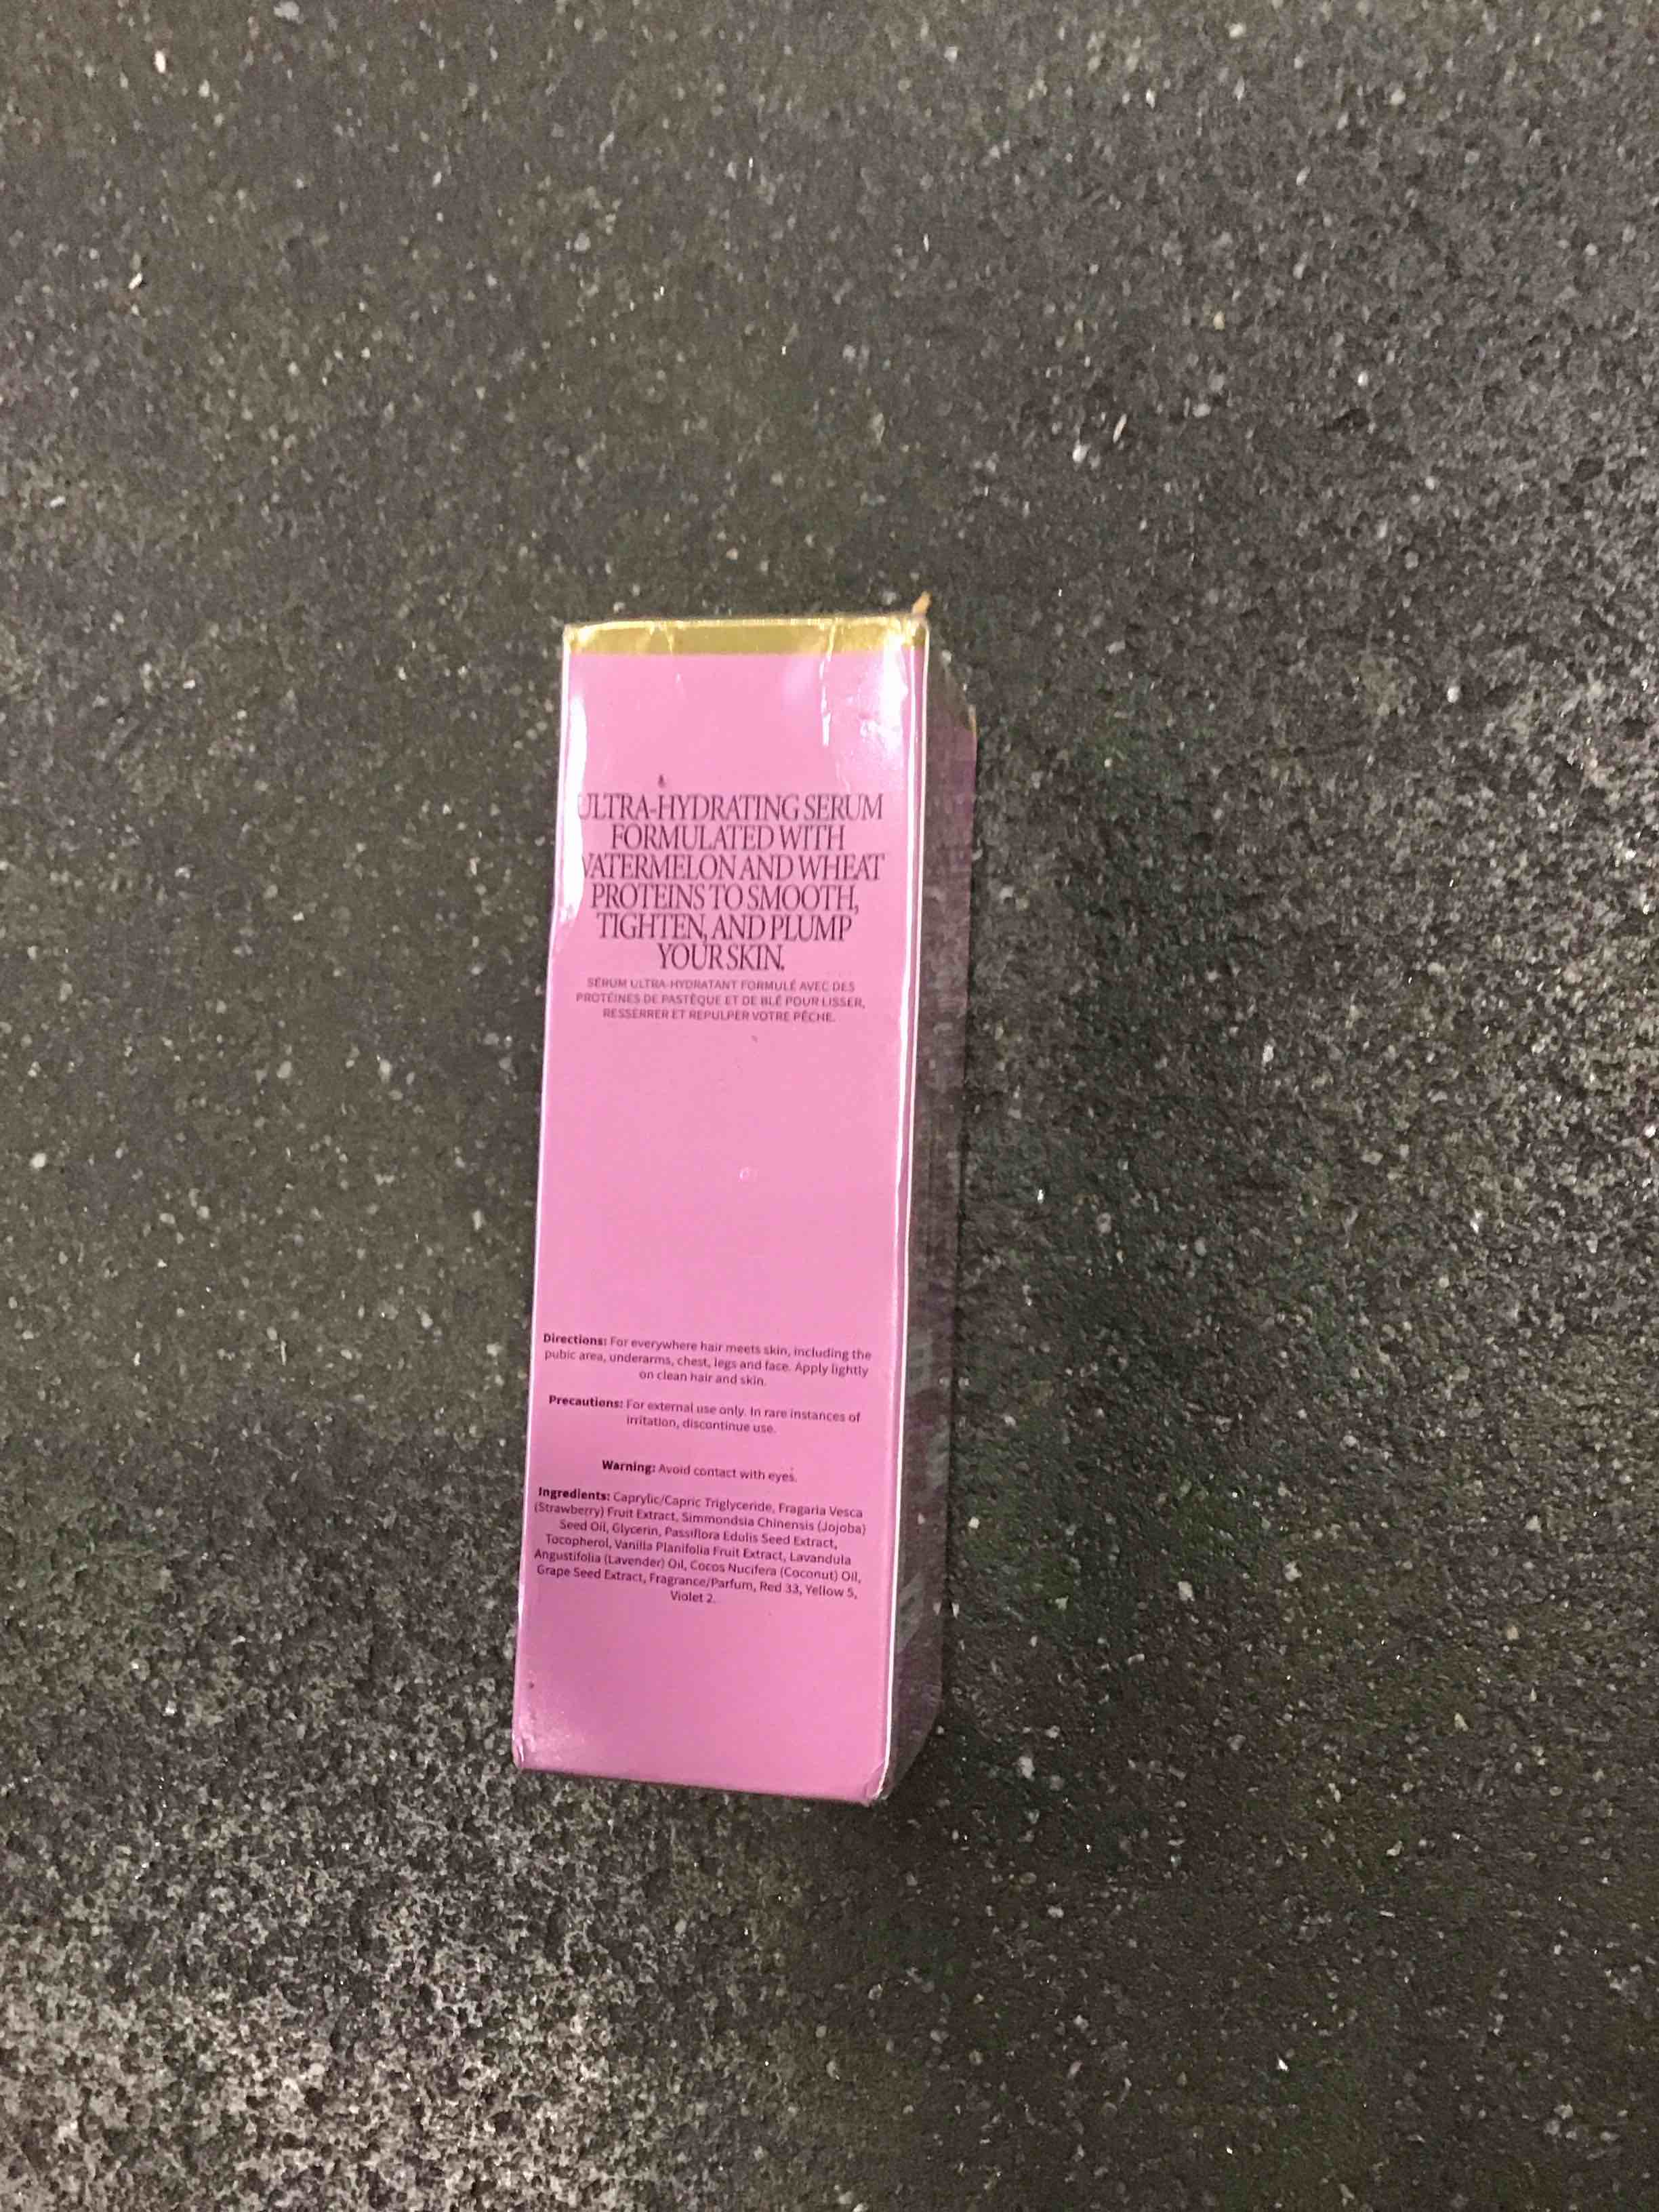 ULTRA-HYDRATING SERUM
FORMULATED WITH
WATERMELON AND WHEAT
PROTEINS TO SMOOTH,
TIGHTEN, AND PLUMP
YOUR SKIN.
SÉRUM ULTRA-HYDRATANT FORMULÉ AVEC DES
PROTÉINES DE PASTÈQUE ET DE BLÉ POUR LISSER,
RESSERRER ET REPULPER VOTRE PÊCHE.
Directions: For everywhere hair meets skin, including the
pubic area, underarms, chest, legs and face. Apply lightly
on clean hair and skin.
Precautions: For external use only. In rare instances of
irritation, discontinue use.
Warning: Avoid contact with eyes.
Ingredients: Caprylic/Capric Triglyceride, Fragaria Vesca
(Strawberry) Fruit Extract, Simmondsia Chinensis (Jojoba)
Seed Oil, Glycerin, Passiflora Edulis Seed Extract,
Tocopherol, Vanilla Planifolia Fruit Extract, Lavandula
Angustifolia (Lavender) Oil, Cocos Nucifera (Coconut) Oil,
Grape Seed Extract, Fragrance/Parfum, Red 33, Yellow 5,
Violet 2.